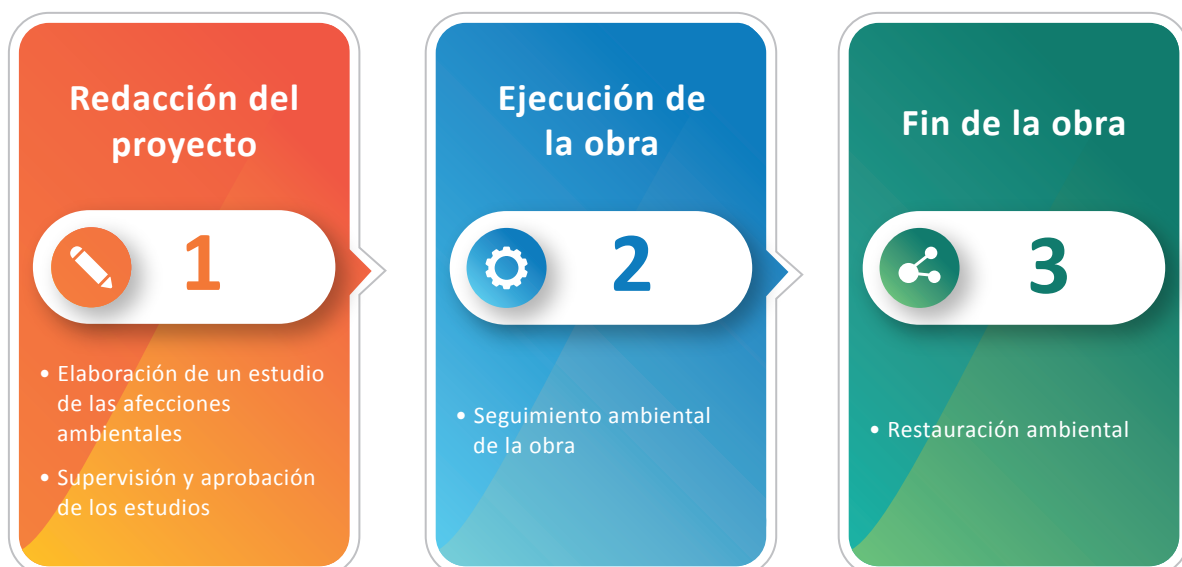 Redacción del
proyecto
1
• Elaboración de un estudio
de las afecciones
ambientales
• Supervisión y aprobación
de los estudios
Ejecución de
la obra
2
• Seguimiento ambiental
de la obra
Fin de la obra
3
• Restauración ambiental